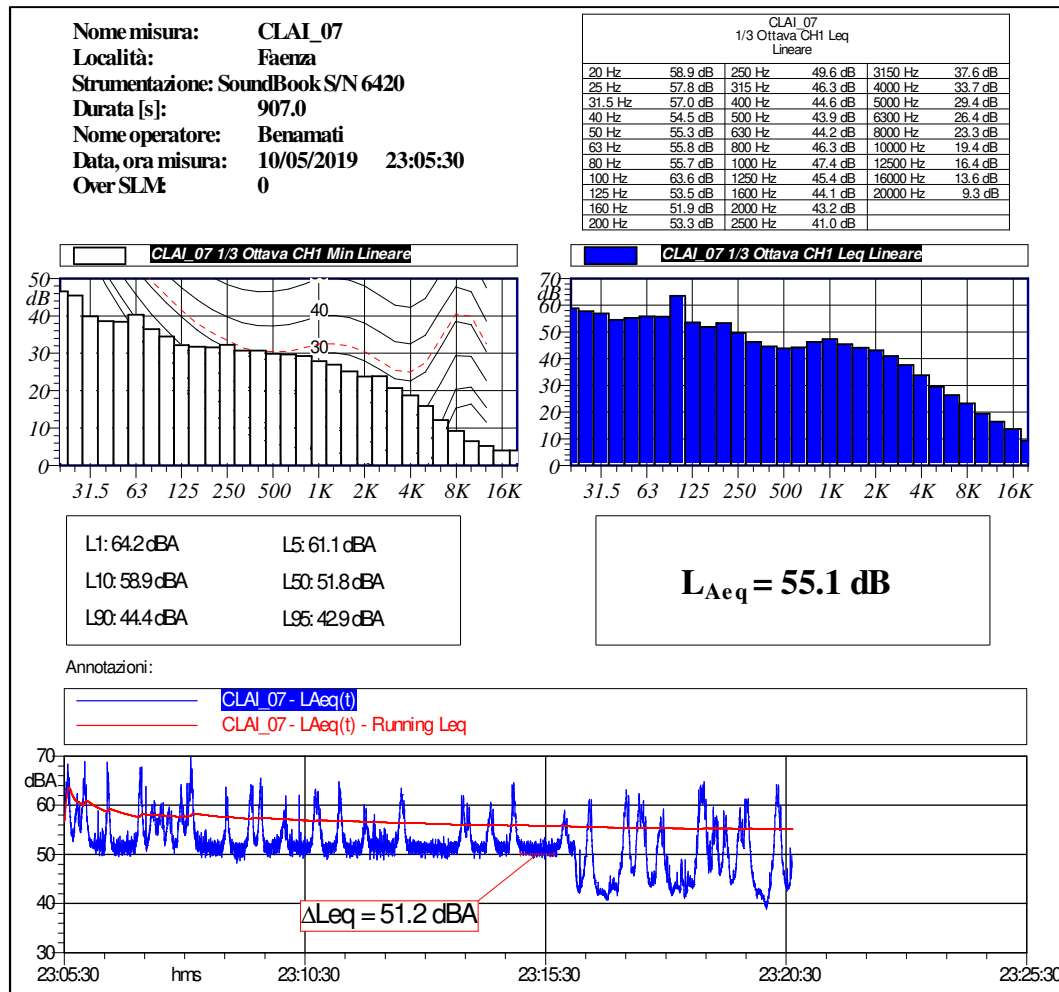 Nome misura: CLAI_07
Località: Faenza
Strumentazione: SoundBook S/N 6420
Durata [s]: 907.0
Nome operatore: Benamati
Data, ora misura: 10/05/2019 23:05:30
Over SLM: 0
CLAI_07
1/3 Ottava CH1 Leq
Lineare
20 Hz 58.9 dB 250 Hz 49.6 dB 3150 Hz 37.6 dB
25 Hz 57.8 dB 315 Hz 46.3 dB 4000 Hz 33.7 dB
31.5 Hz 57.0 dB 400 Hz 44.6 dB 5000 Hz 29.4 dB
40 Hz 54.5 dB 500 Hz 43.9 dB 6300 Hz 26.4 dB
50 Hz 55.3 dB 630 Hz 44.2 dB 8000 Hz 23.3 dB
63 Hz 55.8 dB 800 Hz 46.3 dB 10000 Hz 19.4 dB
80 Hz 55.7 dB 1000 Hz 47.4 dB 12500 Hz 16.4 dB
100 Hz 63.6 dB 1250 Hz 45.4 dB 16000 Hz 13.6 dB
125 Hz 53.5 dB 1600 Hz 44.1 dB 20000 Hz 9.3 dB
160 Hz 51.9 dB 2000 Hz 43.2 dB
200 Hz 53.3 dB 2500 Hz 41.0 dB
CLAI_07 1/3 Ottava CH1 Min Lineare
50
dB
40
30
20
10
0
40
30
31.5 63 125 250 500 1K 2K 4K 8K 16K
CLAI_07 1/3 Ottava CH1 Leq Lineare
70
dB
60
50
40
30
20
10
0
31.5 63 125 250 500 1K 2K 4K 8K 16K
L1: 64.2 dBA L5: 61.1 dBA
L10: 58.9 dBA L50: 51.8 dBA
L90: 44.4 dBA L95: 42.9 dBA
LAeq = 55.1 dB
Annotazioni:
CLAI_07 - LAeq(t)
CLAI_07 - LAeq(t) - Running Leq
70
dBA
60
50
40
30
ΔLeq = 51.2 dBA
23:05:30 hms 23:10:30 23:15:30 23:20:30 23:25:30